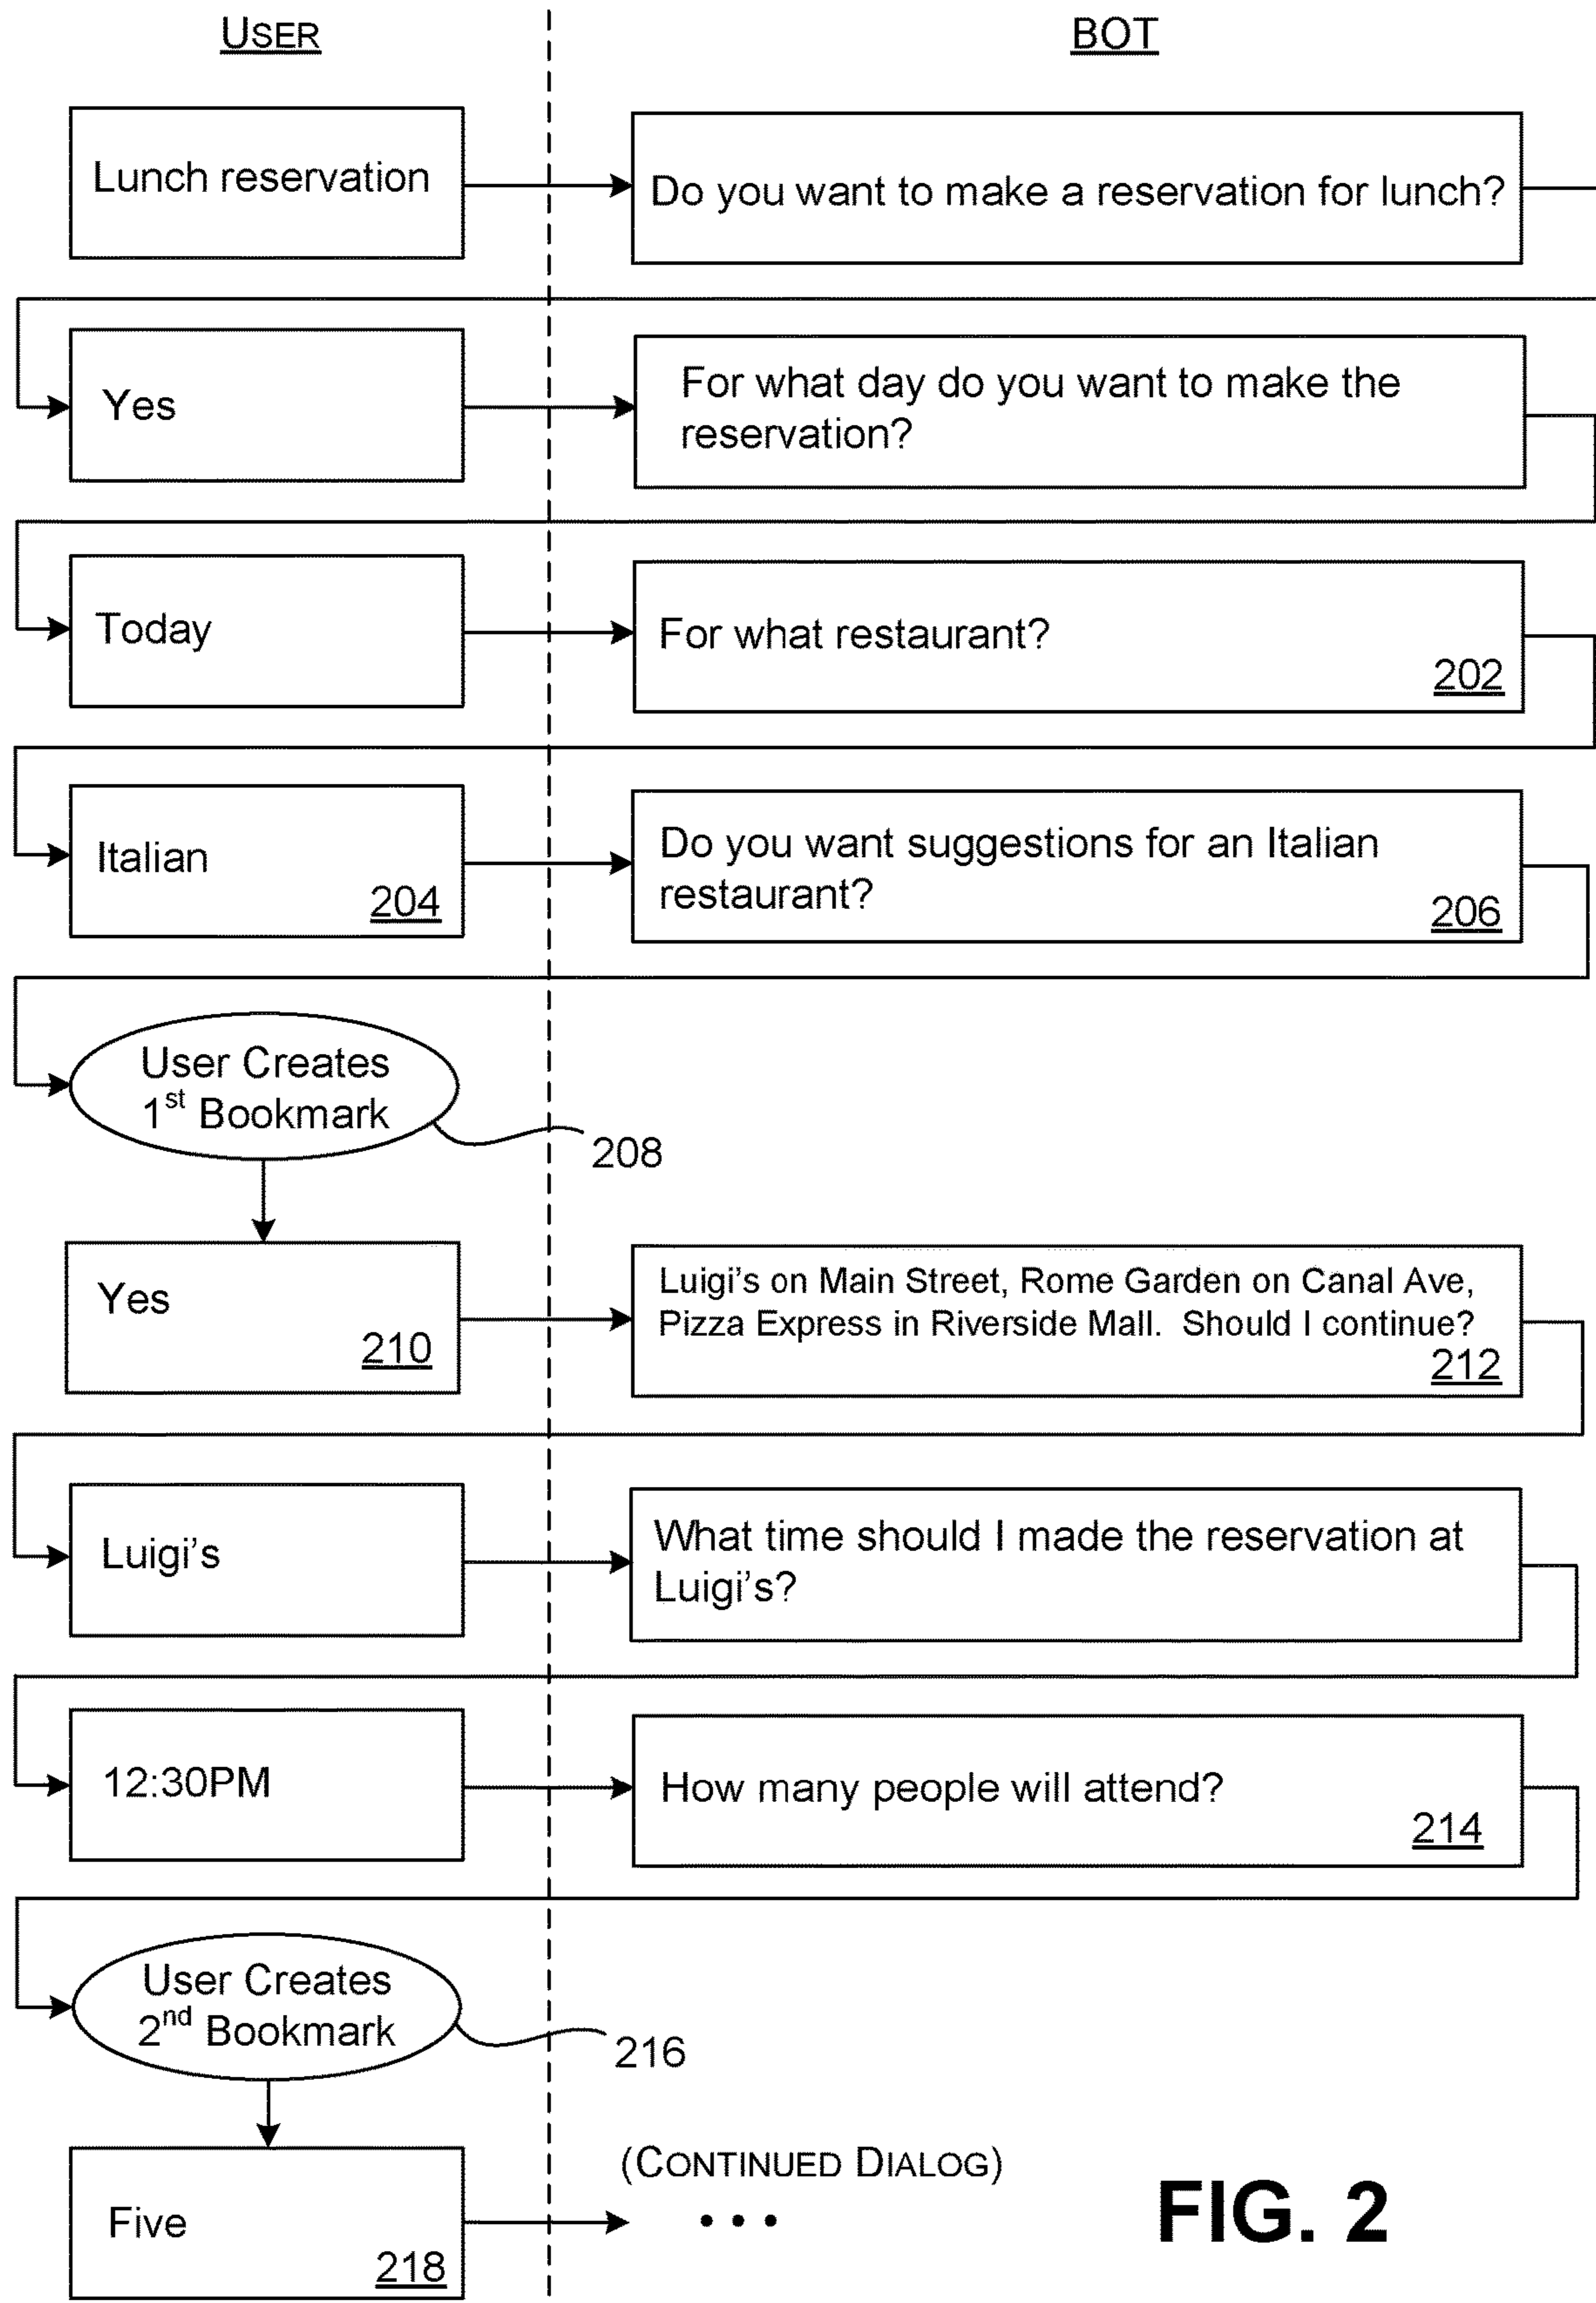 USER
BOT
Lunch reservation
Do you want to make a reservation for lunch?
Yes
For what day do you want to make the
reservation?
Today
For what restaurant?
202
Italian
204
Do you want suggestions for an Italian
restaurant?
206
User Creates
1st Bookmark
208
Yes
210
Luigi's on Main Street, Rome Garden on Canal Ave,
Pizza Express in Riverside Mall. Should I continue?
212
Luigi's
What time should I made the reservation at
Luigi's?
12:30PM
How many people will attend?
214
User Creates
2nd Bookmark
216
Five
218
(CONTINUED DIALOG)
• • •
FIG. 2